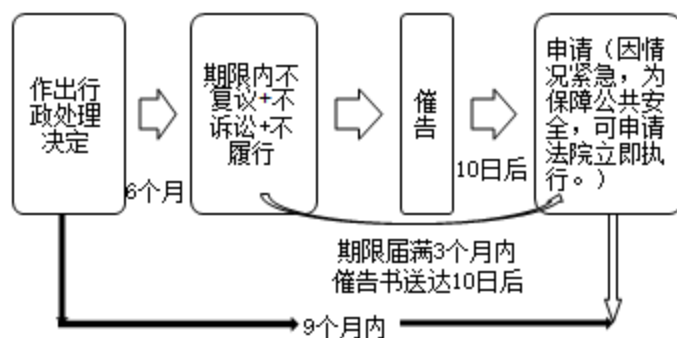 作出行
政处理
决定
6个月
期限内不
复议+不
诉讼+不
履行
催
告
10日后
申请（因情
况紧急，为
保障公共安
全，可申请
法院立即执
行。）
期限届满3个月内
催告书送达10日后
9个月内